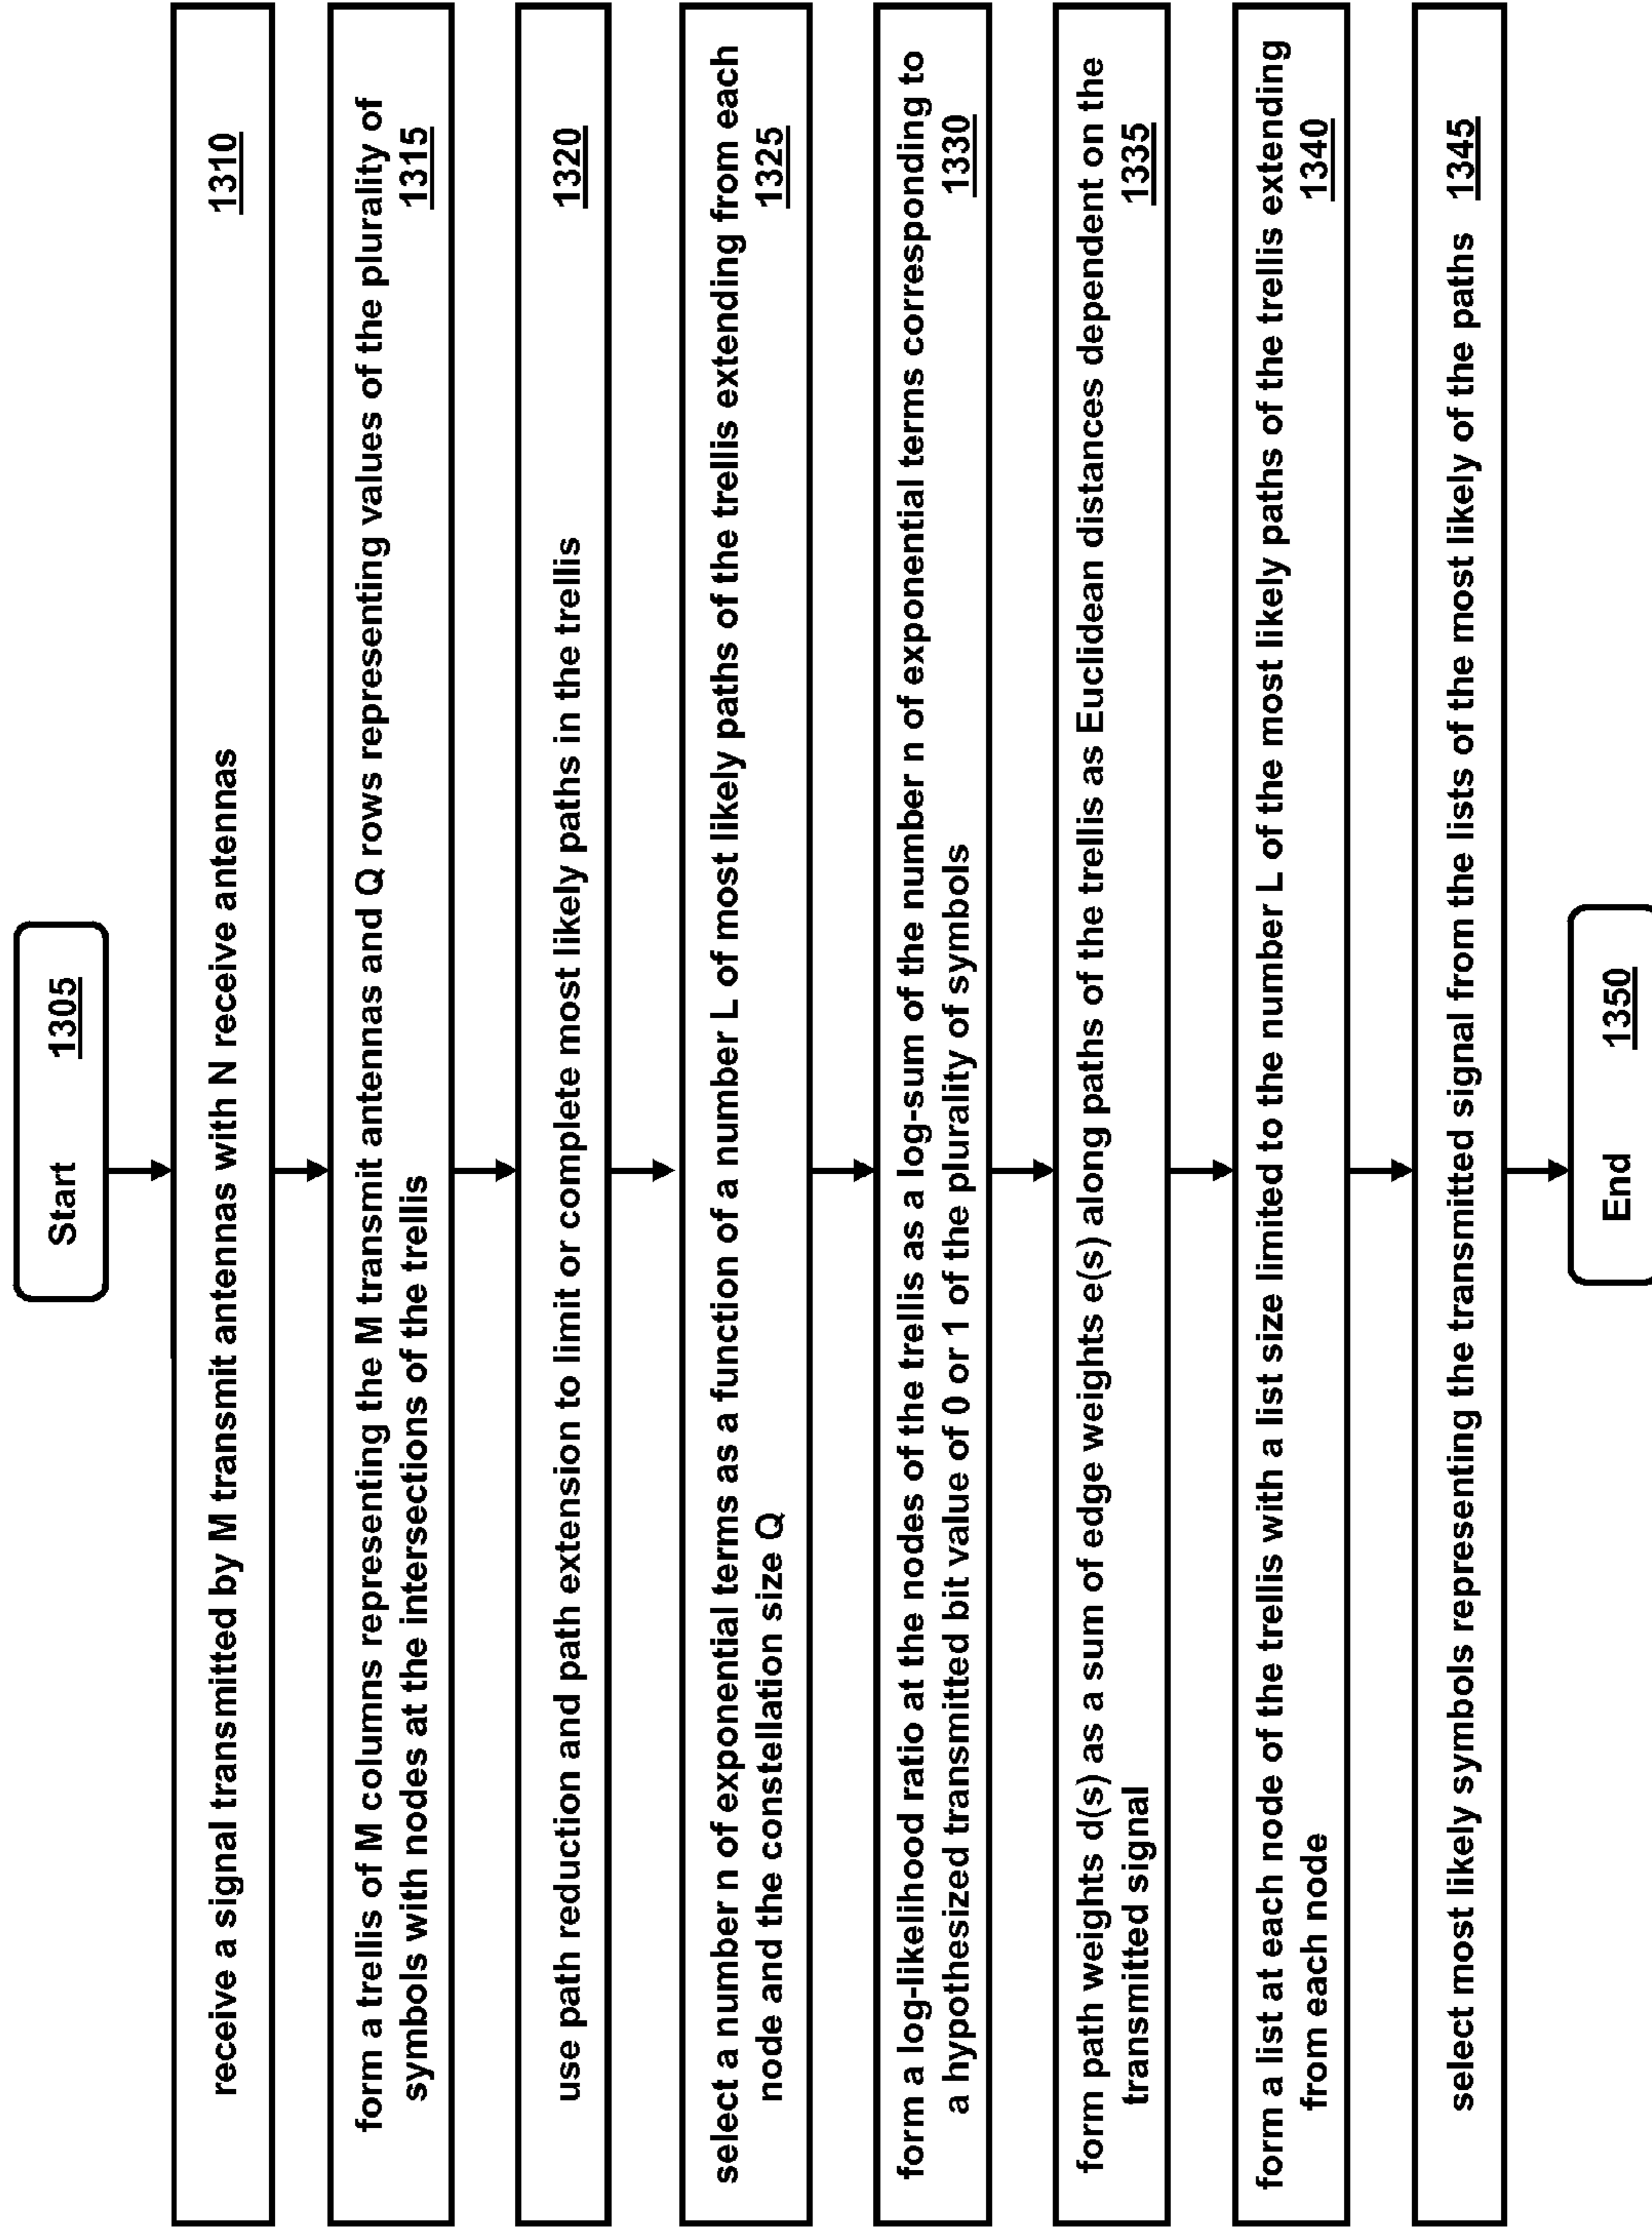 Start 1305
receive a signal transmitted by M transmit antennas with N receive antennas 1310
form a trellis of M columns representing the M transmit antennas and Q rows representing values of the plurality of
symbols with nodes at the intersections of the trellis 1315
use path reduction and path extension to limit or complete most likely paths in the trellis 1320
select a number n of exponential terms as a function of a number L of most likely paths of the trellis extending from each
node and the constellation size Q 1325
form a log-likelihood ratio at the nodes of the trellis as a log-sum of the number n of exponential terms corresponding to
a hypothesized transmitted bit value of 0 or 1 of the plurality of symbols 1330
form path weights d(s) as a sum of edge weights e(s) along paths of the trellis as Euclidean distances dependent on the
transmitted signal 1335
form a list at each node of the trellis with a list size limited to the number L of the most likely paths of the trellis extending
from each node 1340
select most likely symbols representing the transmitted signal from the lists of the most likely of the paths 1345
End 1350